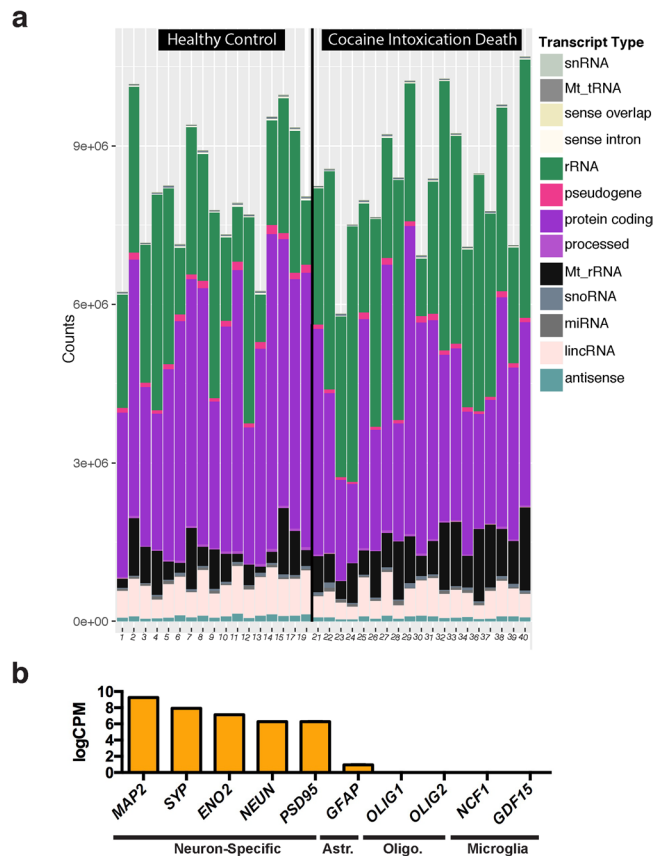 a
Healthy Control
Cocaine Intoxication Death
Transcript Type
snRNA
Mt_tRNA
sense overlap
sense intron
rRNA
pseudogene
protein coding
processed
Mt_rRNA
snoRNA
miRNA
lincRNA
antisense
Counts
9e+06
6e+06
3e+06
0e+00
1 2 3 4 5 6 7 8 9 10 11 12 13 14 15 17 19 21 22 23 24 25 26 27 28 29 30 31 32 33 34 36 37 38 39 40
b
logCPM
10
8
6
4
2
0
MAP2 SYP ENO2 NEUN PSD95 GFAP OLIG1 OLIG2 NCF1 GDF15
Neuron-Specific Astr. Oligo. Microglia